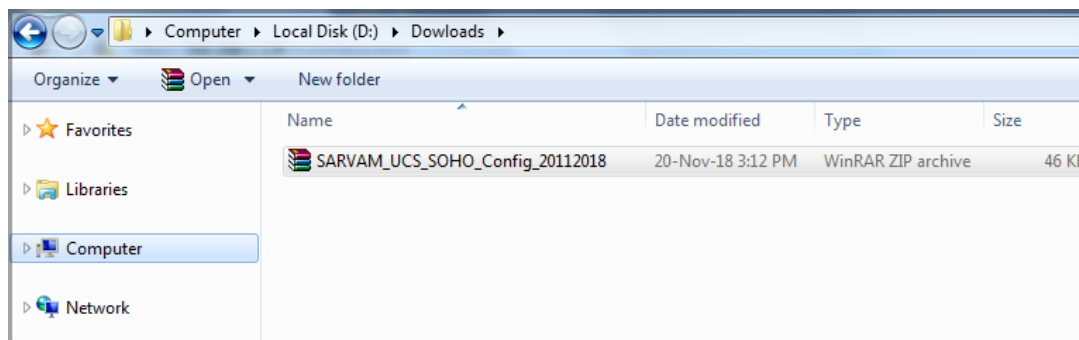 Computer Local Disk (D:) Dowloads
Organize Open New folder
Name Date modified Type Size
Favorites
SARVAM_UCS_SOHO_Config_20112018 20-Nov-18 3:12 PM WinRAR ZIP archive 46
Libraries
Computer
Network